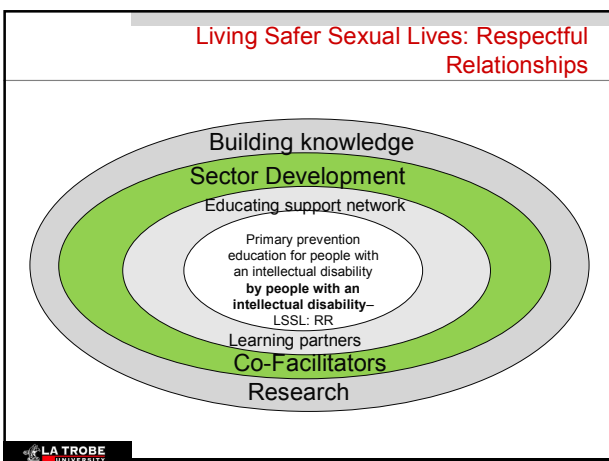 Living Safer Sexual Lives: Respectful
Relationships
Building knowledge
Sector Development
Educating support network
Primary prevention
education for people with
an intellectual disability
by people with an
intellectual disability–
LSSL: RR
Learning partners
Co-Facilitators
Research
LA TROBE
UNIVERSITY